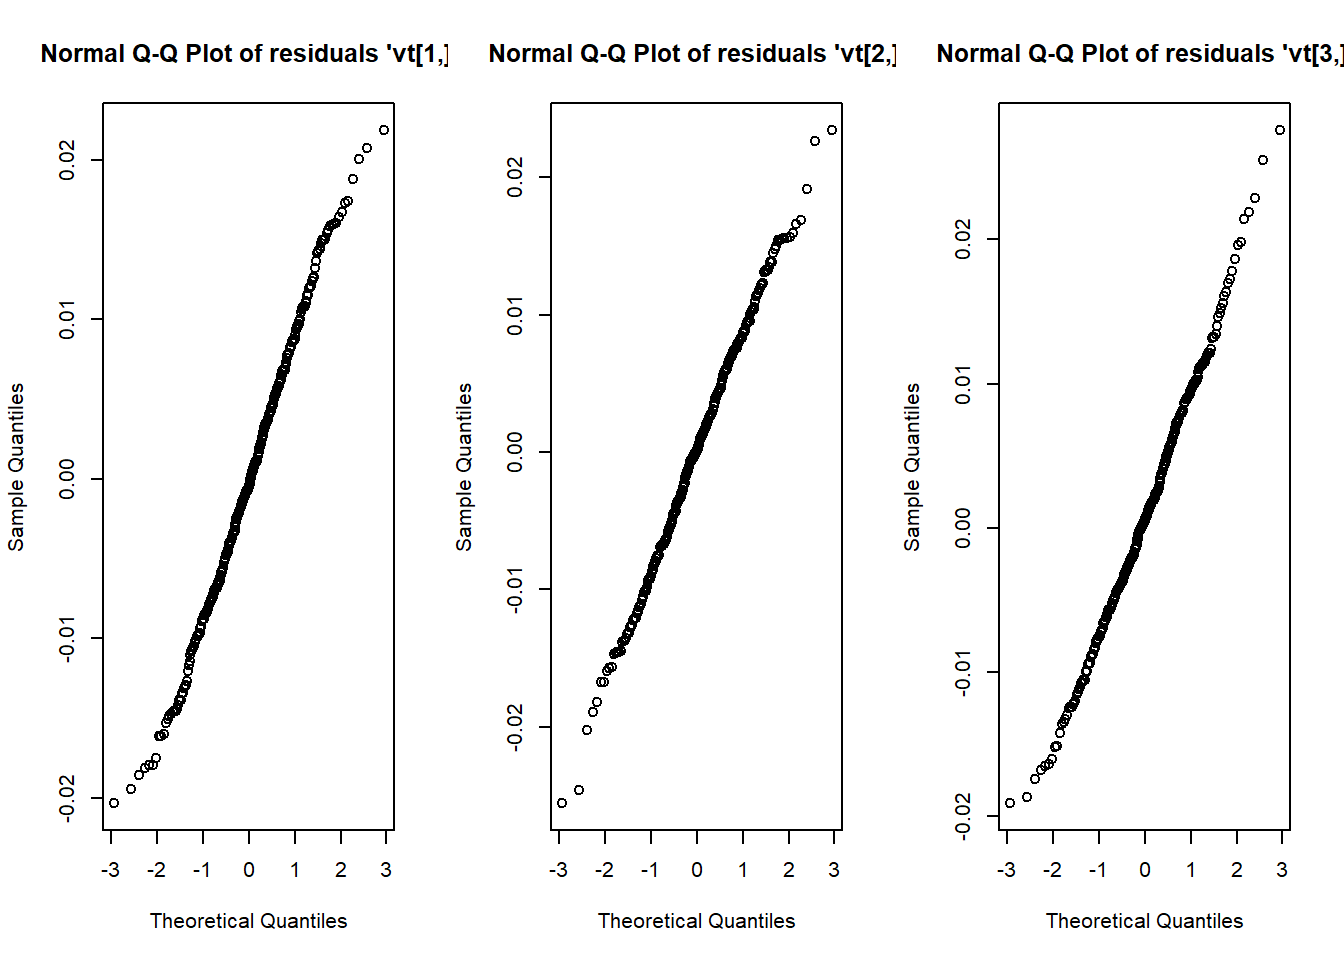 Normal Q-Q Plot of residuals 'vt[1,]
Sample Quantiles
0.02
0.01
0.00
-0.01
-0.02
-3 -2 -1 0 1 2 3
Theoretical Quantiles
Normal Q-Q Plot of residuals 'vt[2,]
Sample Quantiles
0.02
0.01
0.00
-0.01
-0.02
-3 -2 -1 0 1 2 3
Theoretical Quantiles
Normal Q-Q Plot of residuals 'vt[3,]
Sample Quantiles
0.02
0.01
0.00
-0.01
-0.02
-3 -2 -1 0 1 2 3
Theoretical Quantiles